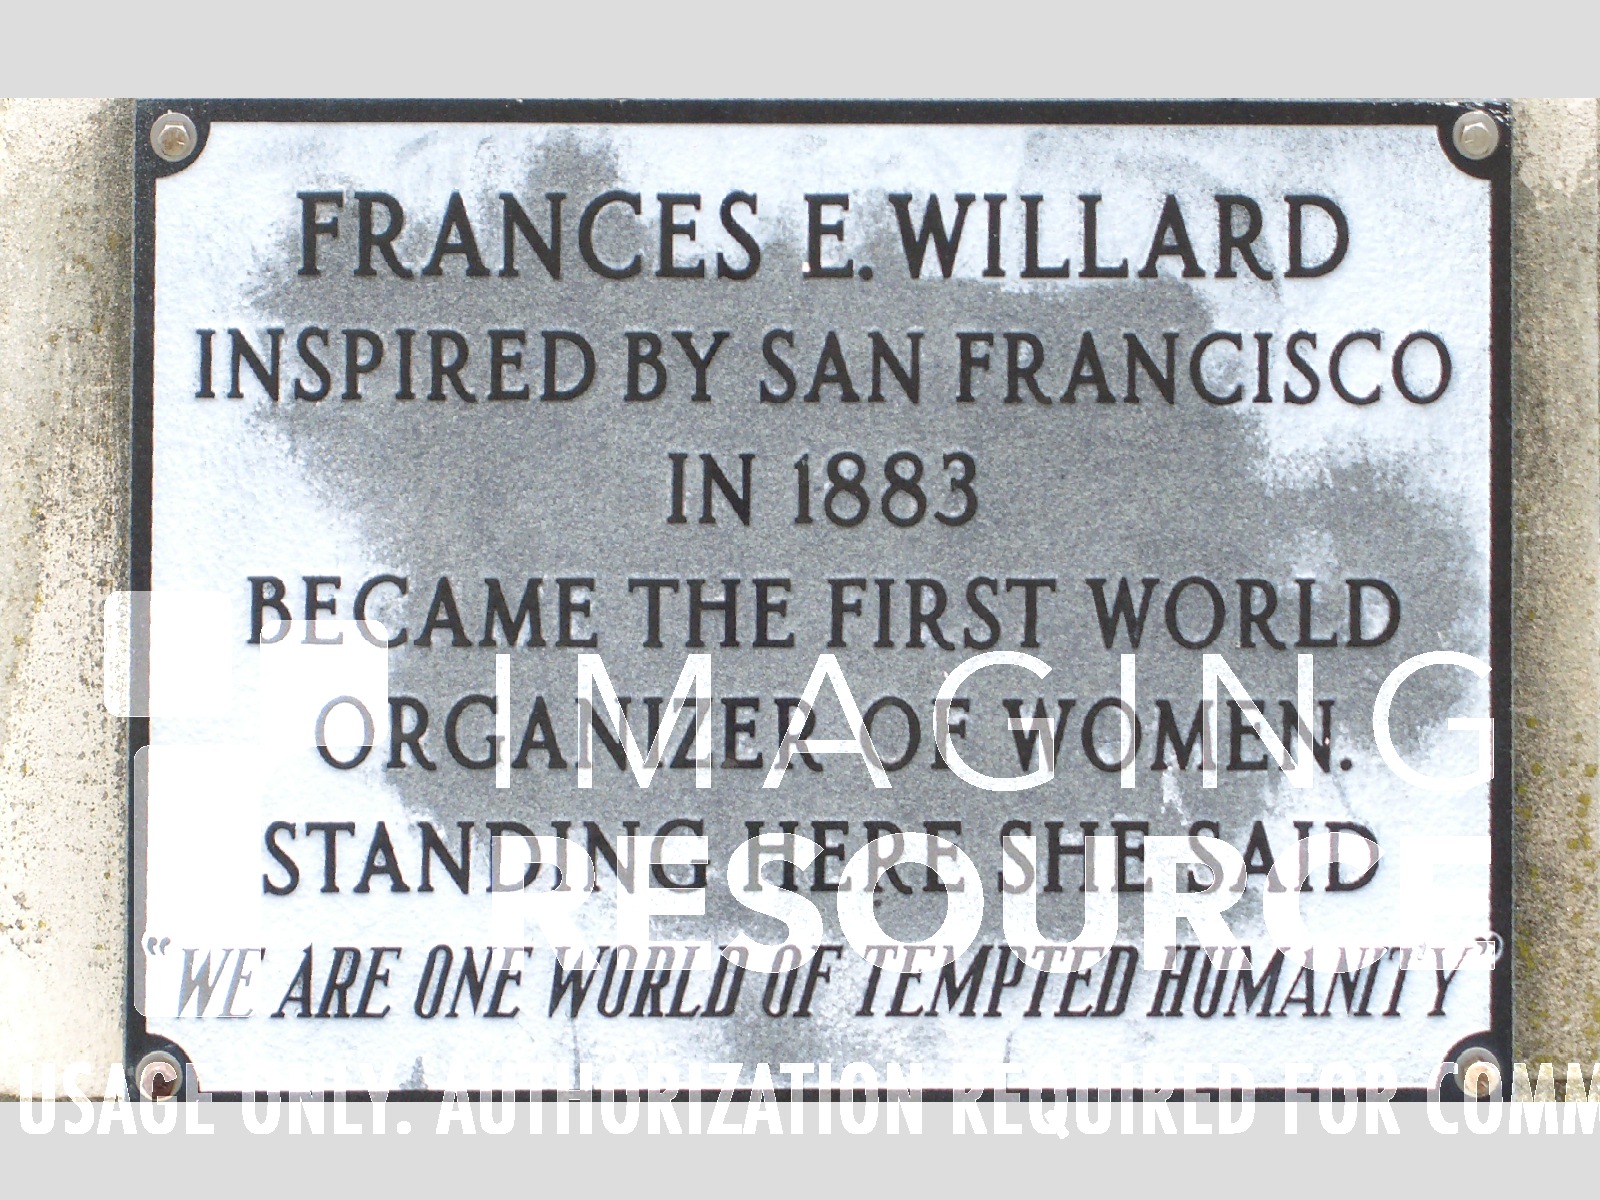 FRANCES E. WILLARD
INSPIRED BY SAN FRANCISCO
IN 1883
BECAME THE FIRST WORLD
ORGANIZER OF WOMEN.
STANDING HERE SHE SAID
"WE ARE ONE WORLD OF TEMPTED HUMANITY"
IMAGING
RESOURCE
USAGE ONLY. AUTHORIZATION REQUIRED FOR COMM